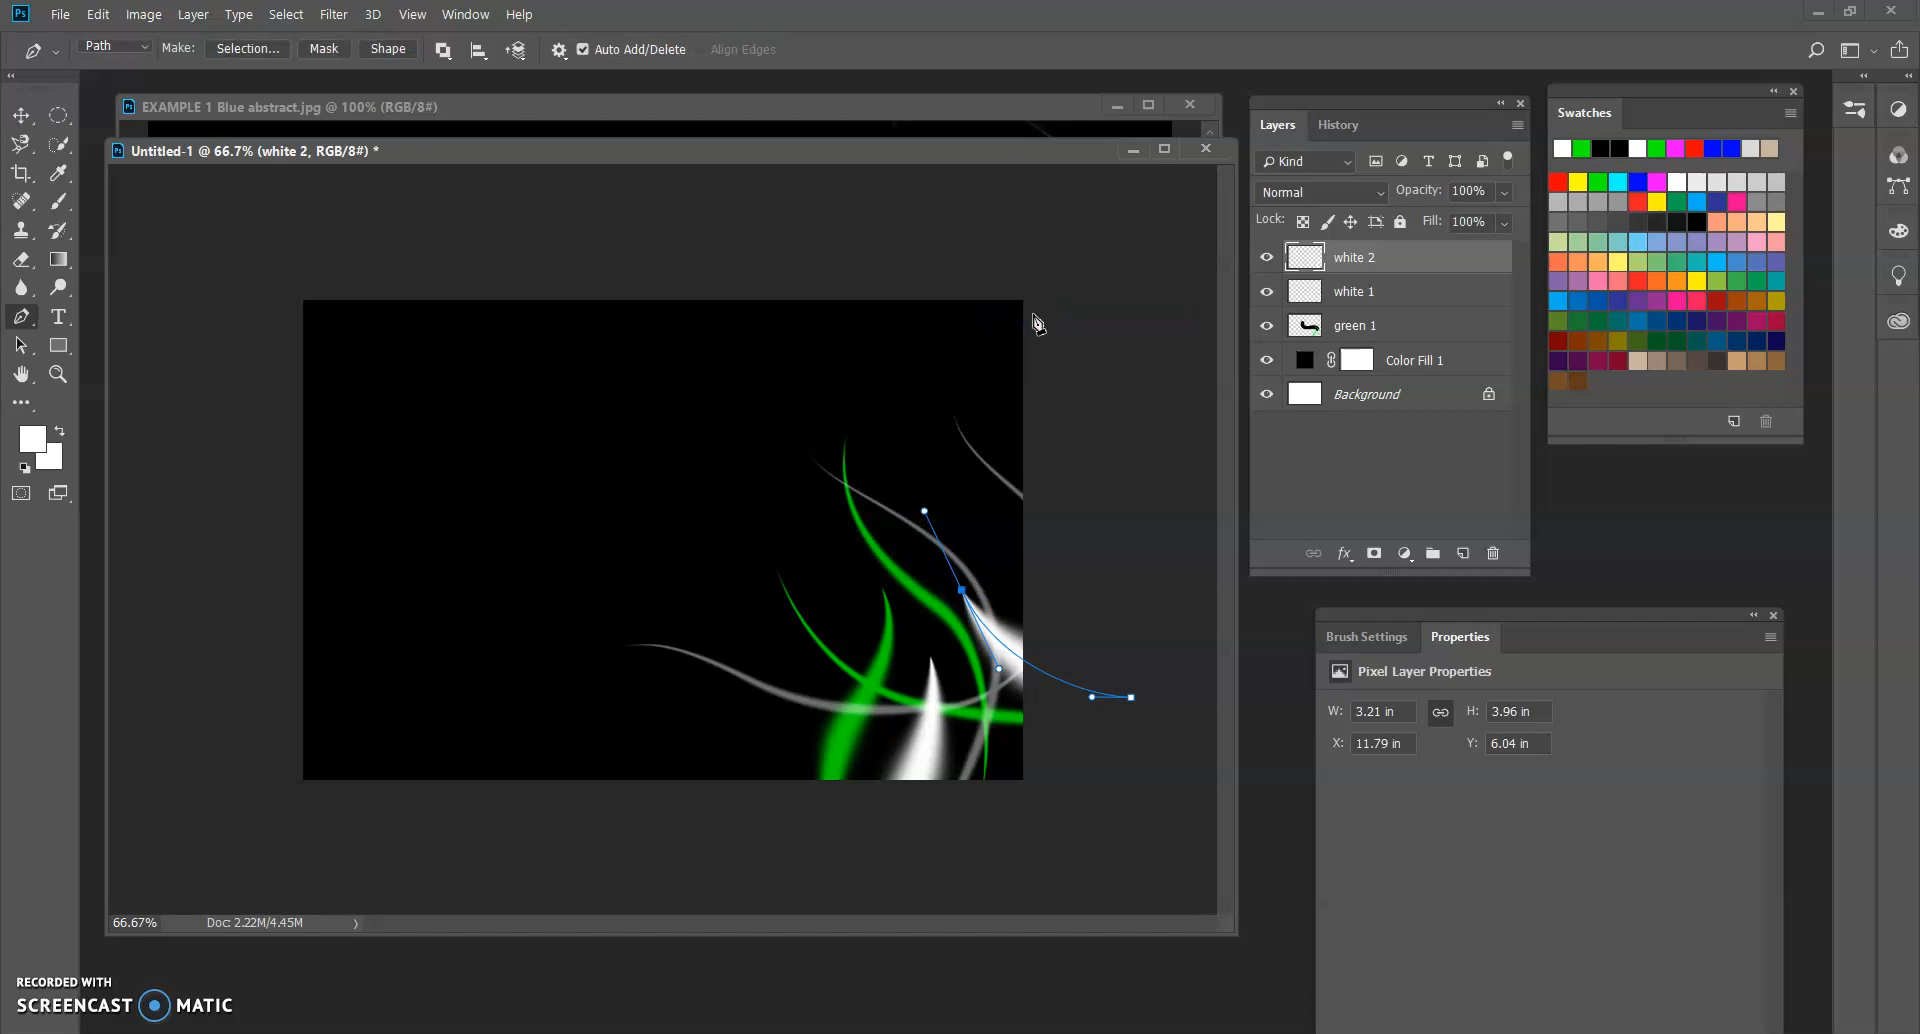 Ps File Edit Image Layer Type Select Filter 3D View Window Help
Path Make: Selection... Mask Shape Auto Add/Delete Align Edges
Ps EXAMPLE 1 Blue abstract.jpg @ 100% (RGB/8#)
Ps Untitled-1 @ 66.7% (white 2, RGB/8#) *
66.67% Doc: 2.22M/4.45M
Layers History
Kind
Normal Opacity: 100%
Lock: Fill: 100%
white 2
white 1
green 1
Color Fill 1
Background
fx
Swatches
Brush Settings Properties
Pixel Layer Properties
W: 3.21 in H: 3.96 in
X: 11.79 in Y: 6.04 in
RECORDED WITH
SCREENCAST MATIC